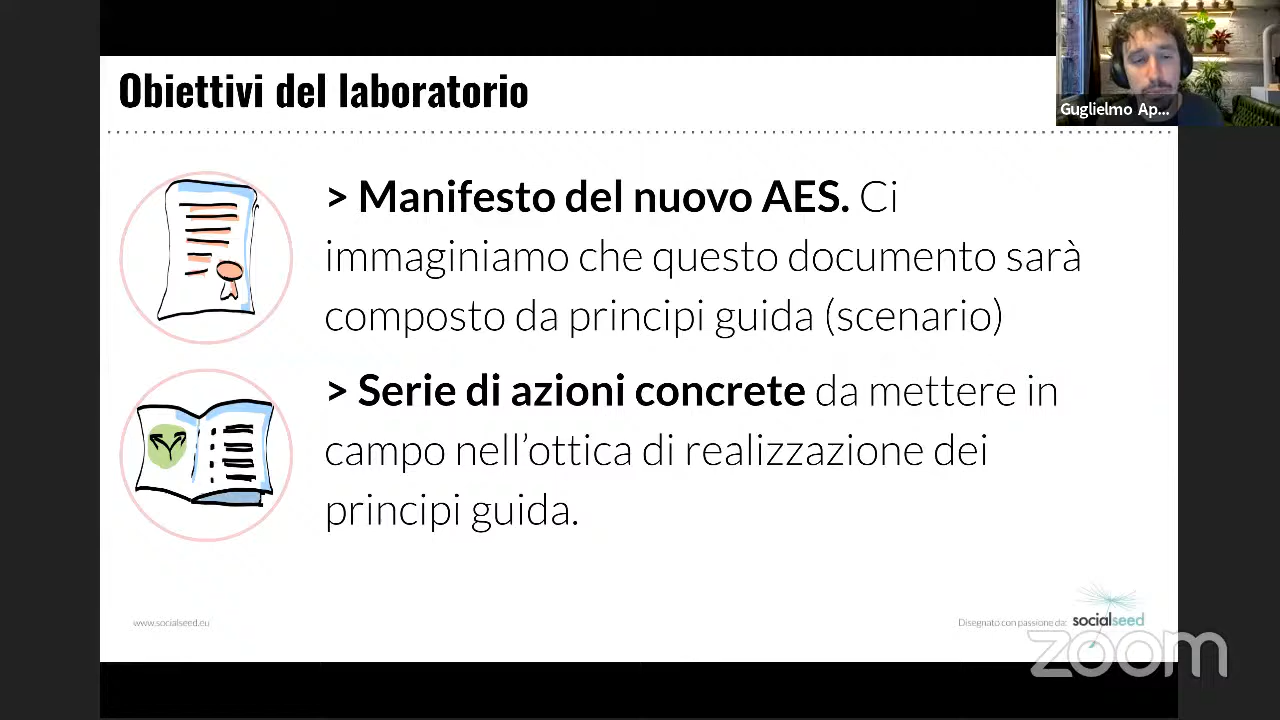 Obiettivi del laboratorio
Guglielmo Ap...
> Manifesto del nuovo AES. Ci
immaginiamo che questo documento sarà
composto da principi guida (scenario)
> Serie di azioni concrete da mettere in
campo nell’ottica di realizzazione dei
principi guida.
www.socialseed.eu
Disegnato con passione da: socialseed
zoom